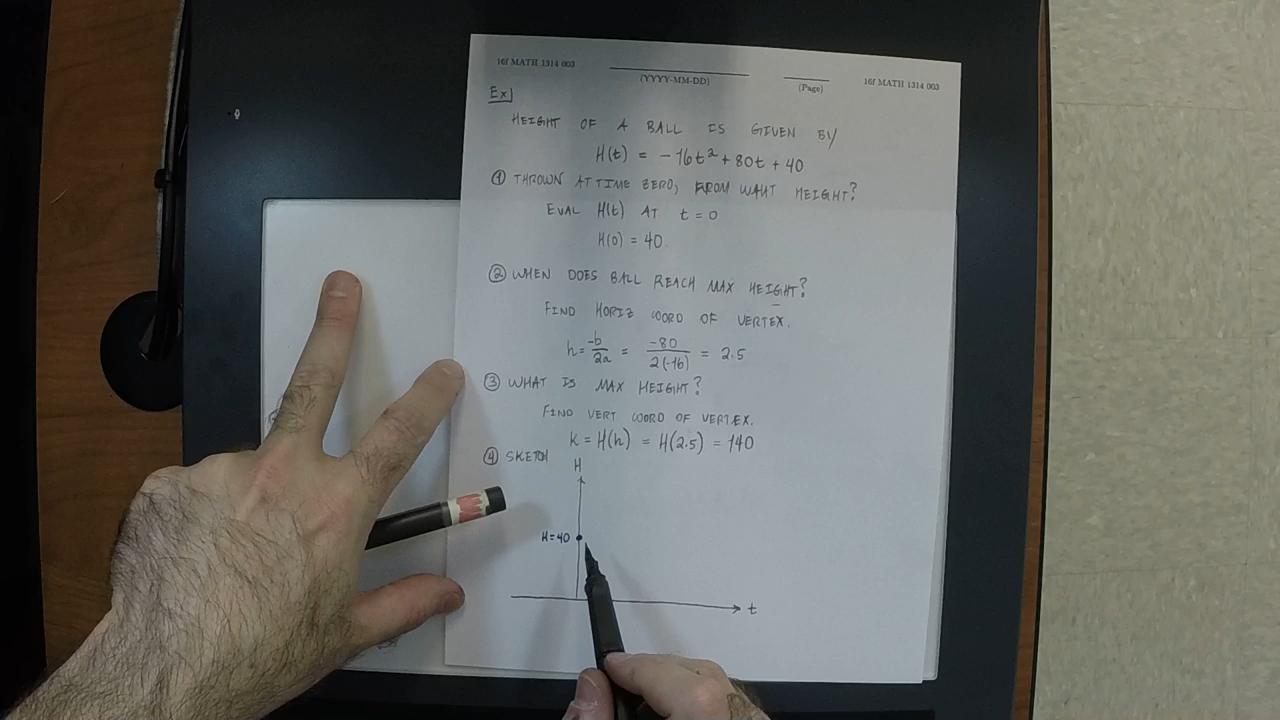 16f MATH 1314 003 (YYYY-MM-DD) (Page) 16f MATH 1314 003
EX|
HEIGHT OF A BALL IS GIVEN BY
H(t) = -16t² + 80t + 40
① THROWN AT TIME ZERO, FROM WAHT HEIGHT?
EVAL H(t) AT t = 0
H(0) = 40.
② WHEN DOES BALL REACH MAX HEIGHT?
FIND HORIZ COORD OF VERTEX.
h = -b/2a = -80/2(-16) = 2.5
③ WHAT IS MAX HEIGHT?
FIND VERT COORD OF VERTEX.
K = H(h) = H(2.5) = 140
④ SKETCH
H
H=40
t